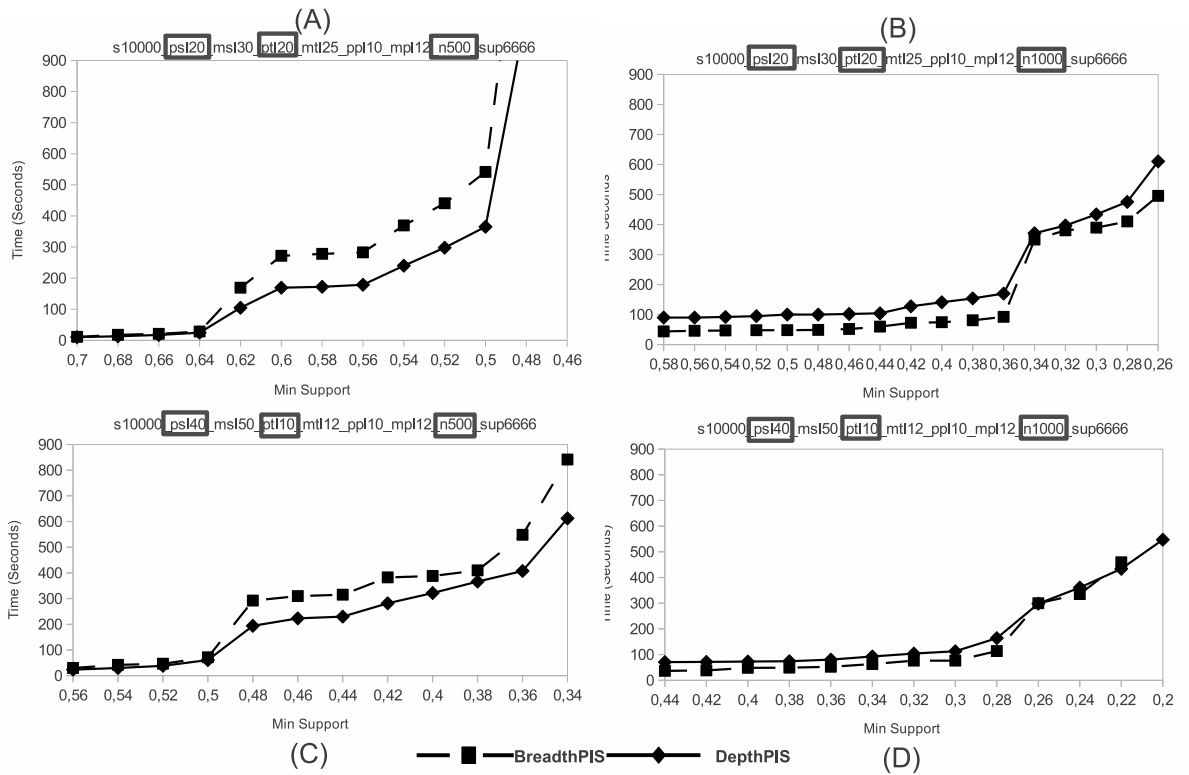 (A)
s10000_psl20_msl30_ptl20_mtl25_ppl10_mpl12_n500_sup6666
900
800
700
600
500
400
300
200
100
0
Time (Seconds)
0,7 0,68 0,66 0,64 0,62 0,6 0,58 0,56 0,54 0,52 0,5 0,48 0,46
Min Support
(B)
s10000_psl20_msl30_ptl20_mtl25_ppl10_mpl12_n1000_sup6666
900
800
700
600
500
400
300
200
100
0
Time Seconds
0,58 0,56 0,54 0,52 0,5 0,48 0,46 0,44 0,42 0,4 0,38 0,36 0,34 0,32 0,3 0,28 0,26
Min Support
s10000_psl40_msl50_ptl10_mtl12_ppl10_mpl12_n500_sup6666
900
800
700
600
500
400
300
200
100
0
Time (Seconds)
0,56 0,54 0,52 0,5 0,48 0,46 0,44 0,42 0,4 0,38 0,36 0,34
Min Support
(C)
s10000_psl40_msl50_ptl10_mtl12_ppl10_mpl12_n1000_sup6666
900
800
700
600
500
400
300
200
100
0
Time (Seconds)
0,44 0,42 0,4 0,38 0,36 0,34 0,32 0,3 0,28 0,26 0,24 0,22 0,2
Min Support
(D)
BreadthPIS DepthPIS